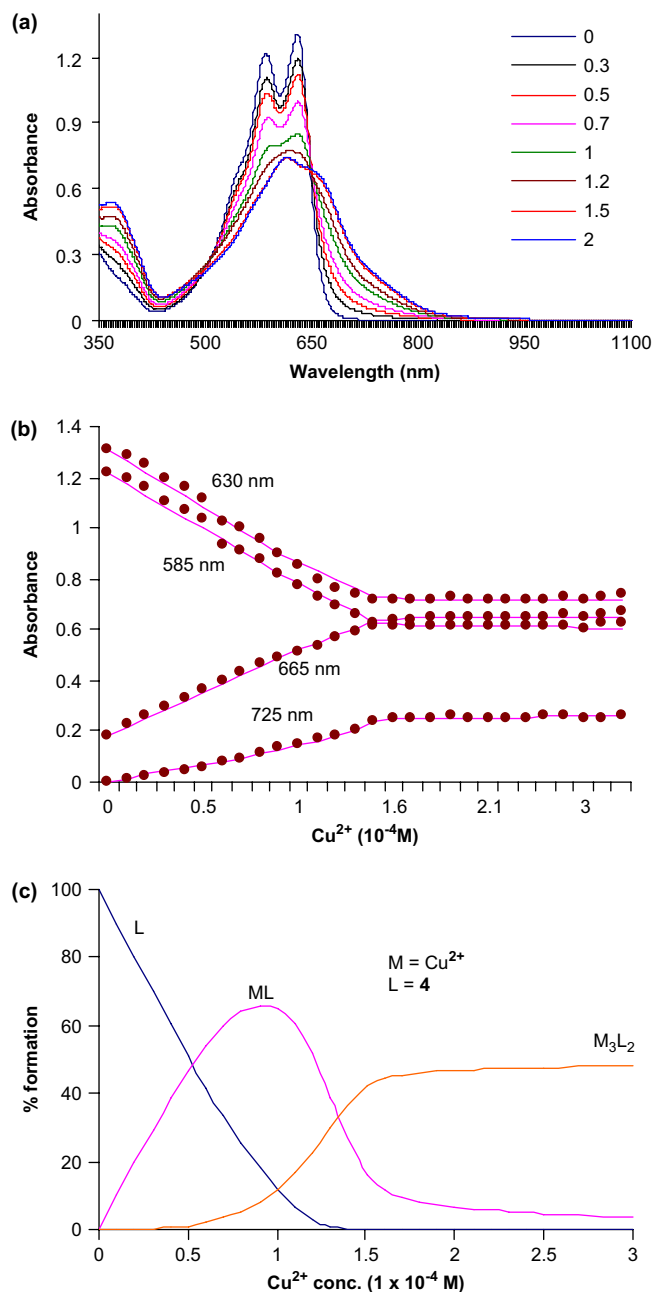 (a)
1.2
0.9
0.6
0.3
0
Absorbance
0
0.3
0.5
0.7
1
1.2
1.5
2
350 500 650 800 950 1100
Wavelength (nm)
(b)
1.4
1.2
1
0.8
0.6
0.4
0.2
0
Absorbance
630 nm
585 nm
665 nm
725 nm
0 0.5 1 1.6 2.1 3
Cu²⁺ (10⁻⁴M)
(c)
100
80
60
40
20
0
% formation
L
ML
M = Cu²⁺
L = 4
M₃L₂
0 0.5 1 1.5 2 2.5 3
Cu²⁺ conc. (1 x 10⁻⁴ M)